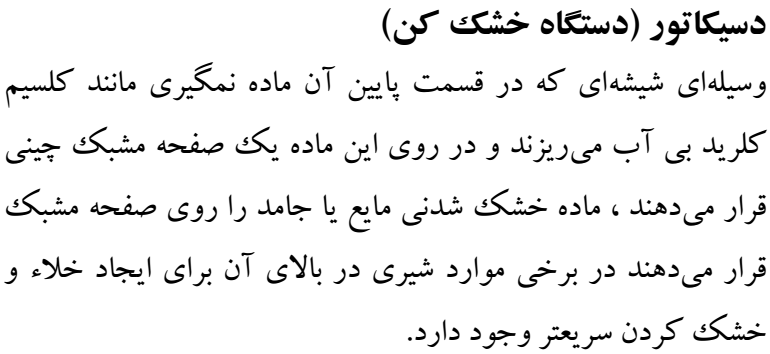 دسیکاتور (دستگاه خشک کن)
وسیله‌ای شیشه‌ای که در قسمت پایین آن ماده نمگیری مانند کلسیم
کلرید بی آب می‌ریزند و در روی این ماده یک صفحه مشبک چینی
قرار می‌دهند ، ماده خشک شدنی مایع یا جامد را روی صفحه مشبک
قرار می‌دهند در برخی موارد شیری در بالای آن برای ایجاد خلاء و
خشک کردن سریعتر وجود دارد.